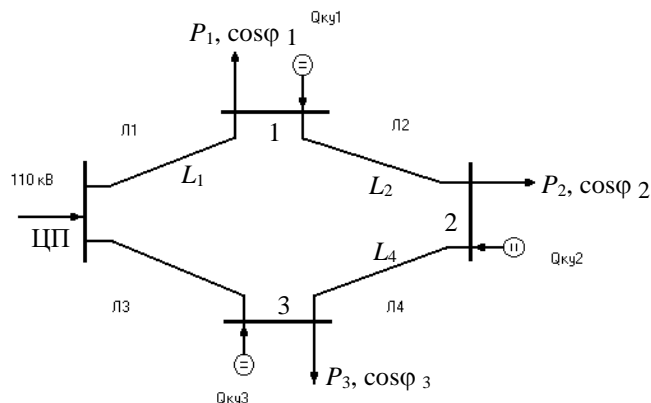 Qку1
P1, cosφ 1
Л1
1
Л2
L1
L2
110 кВ
P2, cosφ 2
2
ЦП
L4
Qку2
Л3
3
Л4
P3, cosφ 3
Qку3